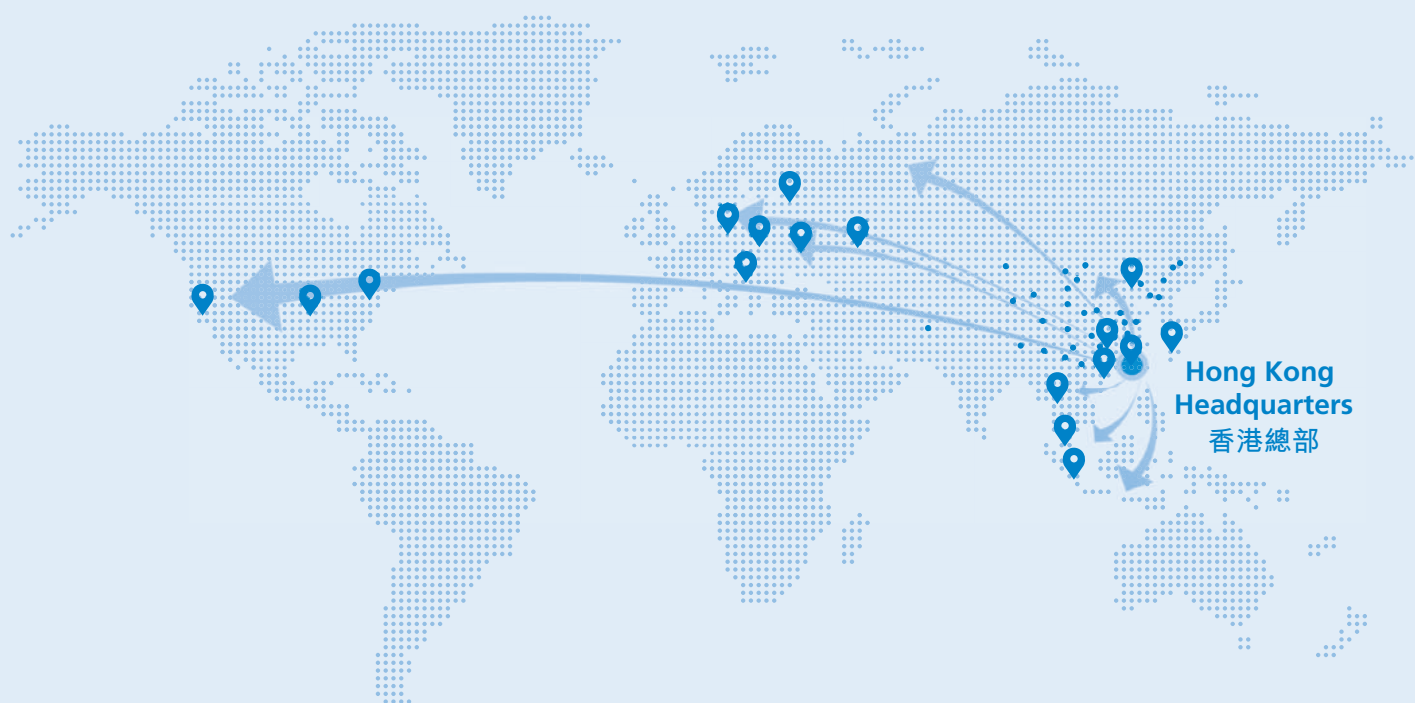 Hong Kong
Headquarters
香港總部